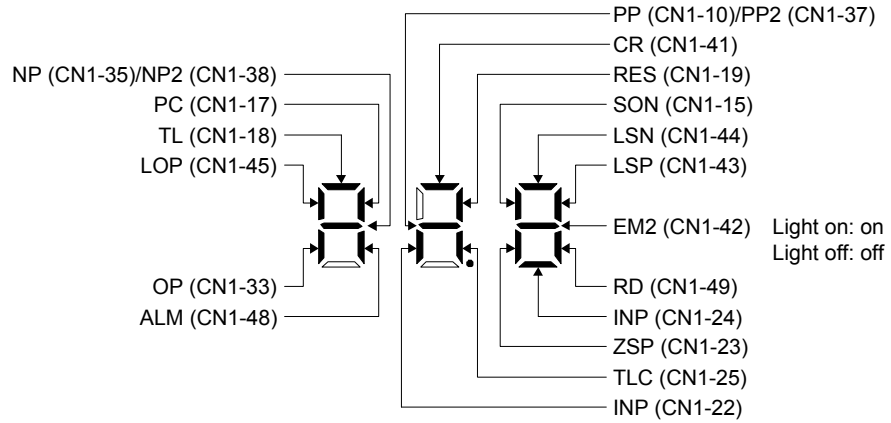 PP (CN1-10)/PP2 (CN1-37)
CR (CN1-41)
NP (CN1-35)/NP2 (CN1-38)
RES (CN1-19)
PC (CN1-17)
SON (CN1-15)
TL (CN1-18)
LSN (CN1-44)
LOP (CN1-45)
LSP (CN1-43)
EM2 (CN1-42) Light on: on
Light off: off
OP (CN1-33)
RD (CN1-49)
ALM (CN1-48)
INP (CN1-24)
ZSP (CN1-23)
TLC (CN1-25)
INP (CN1-22)